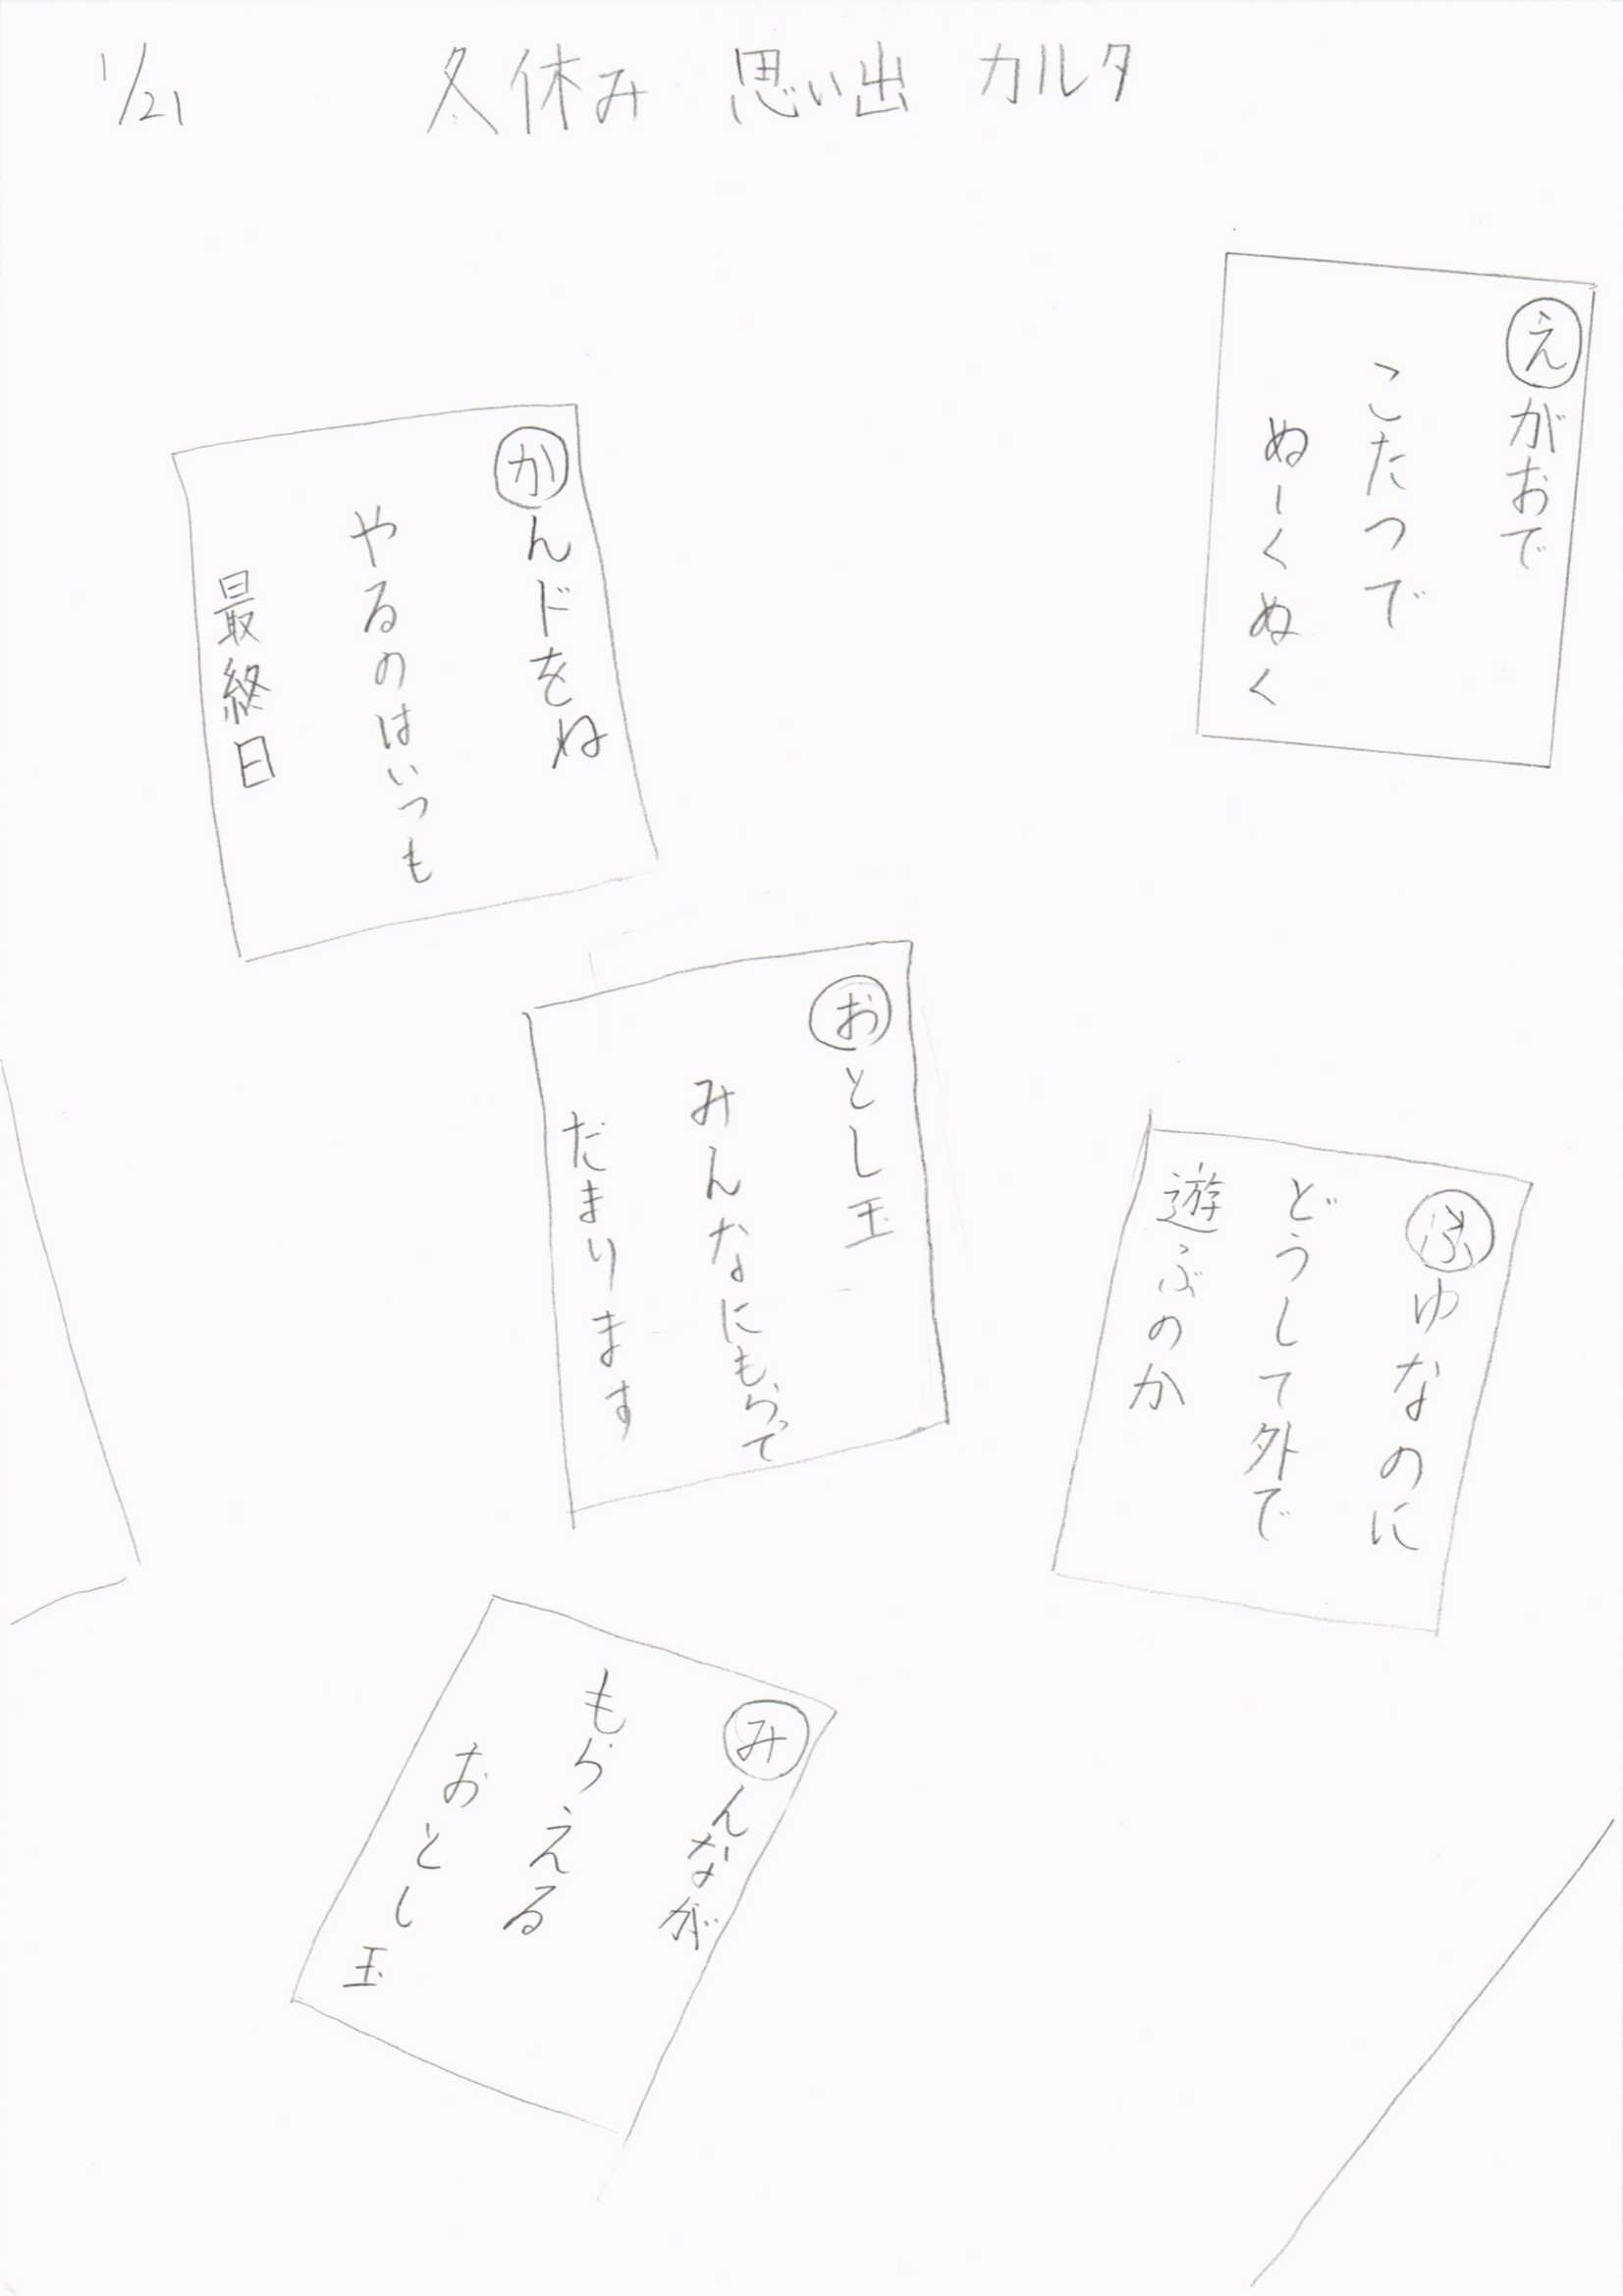 1/21 冬休み 思い出 カルタ
えがおで
こたつで
ぬーくぬく
かんドをね
やるのはいつも
最終日
おとし玉
みんなにもらって
たまります
ふゆなのに
どうして外で
遊ぶのか
みんなが
もらえる
おとし玉